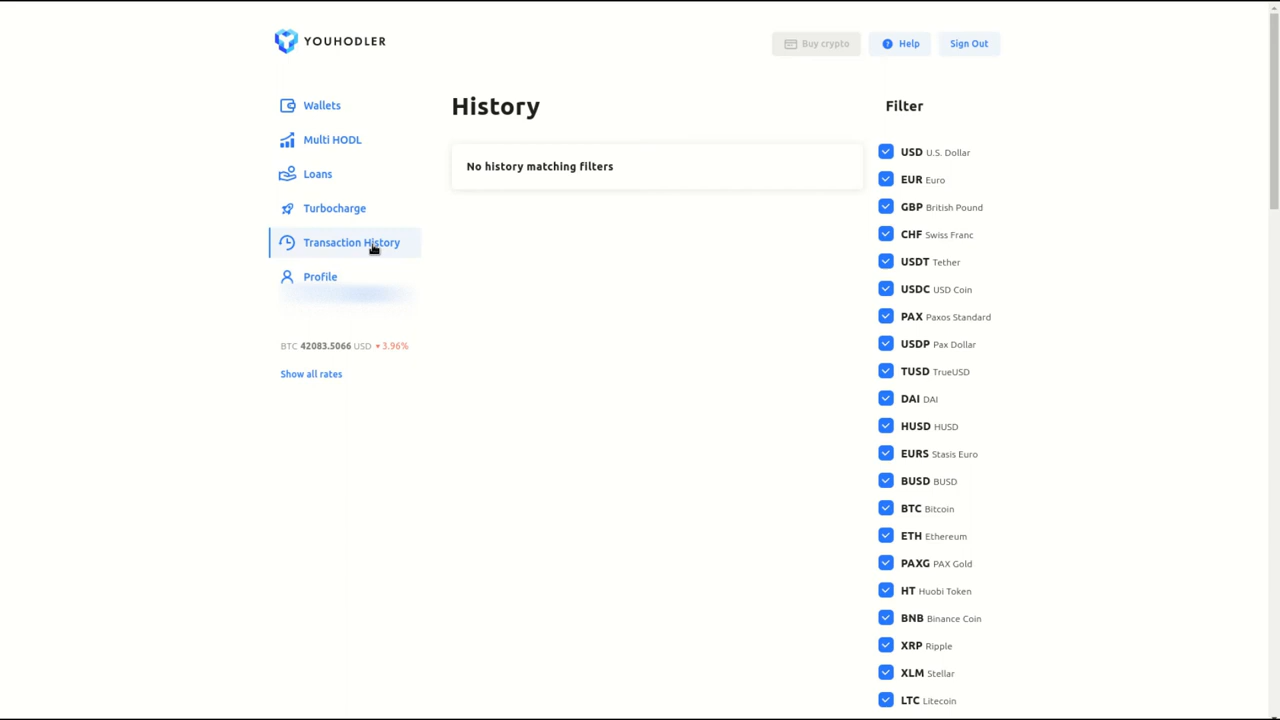 YOUHODLER
Buy crypto
Help
Sign Out
Wallets
Multi HODL
Loans
Turbocharge
Transaction History
Profile
BTC 42083.5066 USD ▾3.96%
Show all rates
History
No history matching filters
Filter
USD U.S. Dollar
EUR Euro
GBP British Pound
CHF Swiss Franc
USDT Tether
USDC USD Coin
PAX Paxos Standard
USDP Pax Dollar
TUSD TrueUSD
DAI DAI
HUSD HUSD
EURS Stasis Euro
BUSD BUSD
BTC Bitcoin
ETH Ethereum
PAXG PAX Gold
HT Huobi Token
BNB Binance Coin
XRP Ripple
XLM Stellar
LTC Litecoin